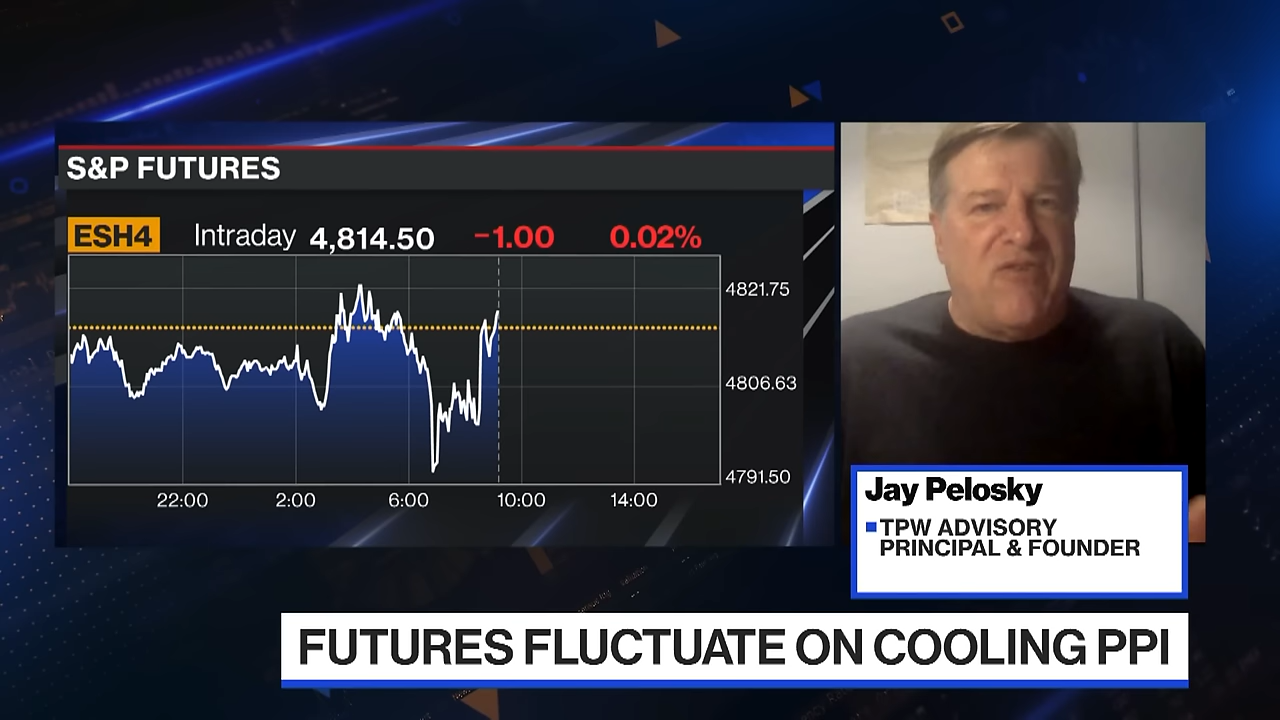 S&P FUTURES
ESH4 Intraday 4,814.50 −1.00 0.02%
4821.75
4806.63
4791.50
22:00 2:00 6:00 10:00 14:00
Jay Pelosky
TPW ADVISORY
PRINCIPAL & FOUNDER
FUTURES FLUCTUATE ON COOLING PPI